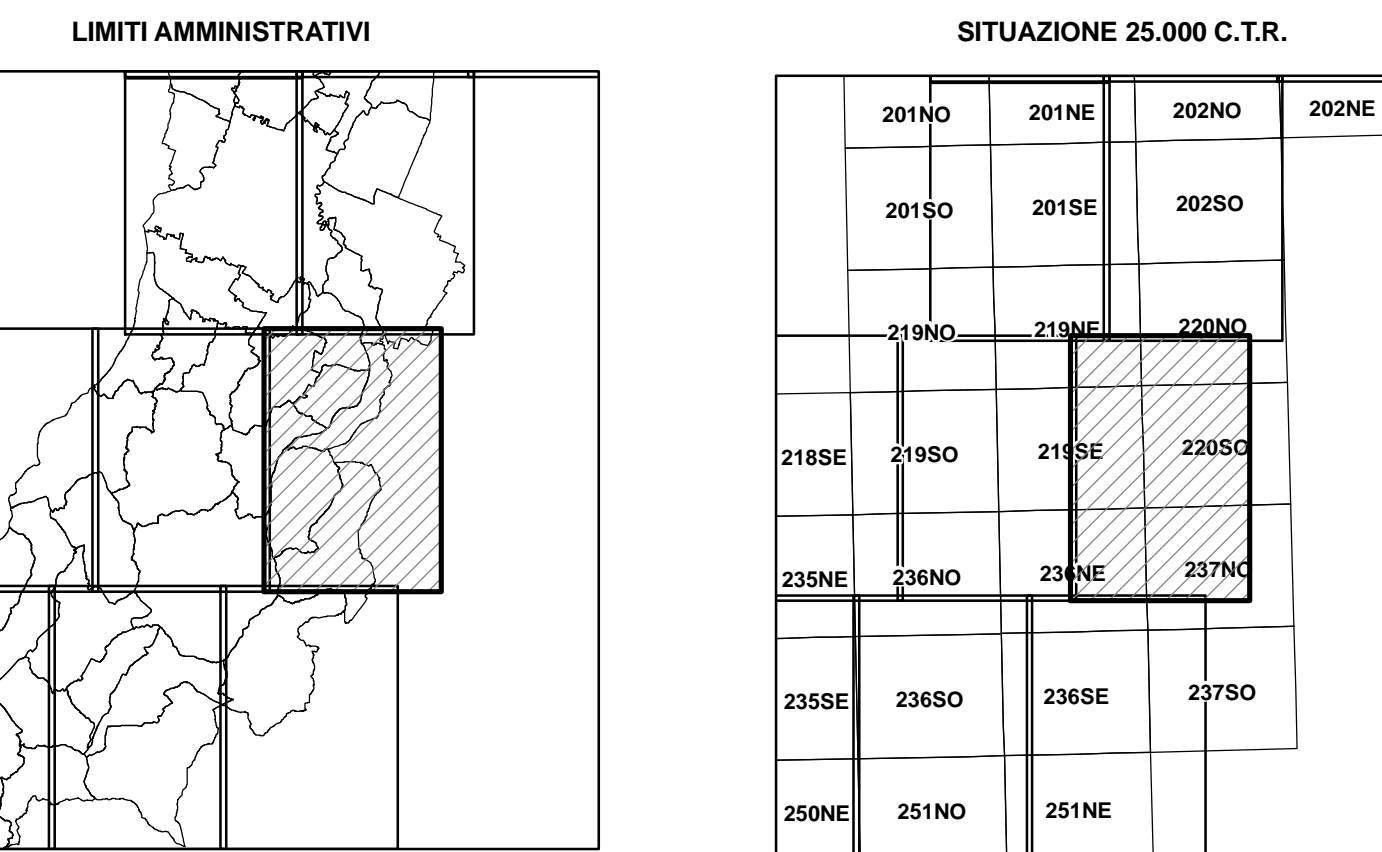 LIMITI AMMINISTRATIVI
SITUAZIONE 25.000 C.T.R.
201NO 201NE 202NO 202NE
201SO 201SE 202SO
219NO 219NE 220NO
218SE 219SO 219SE 220SO
235NE 236NO 236NE 237NO
235SE 236SO 236SE 237SO
250NE 251NO 251NE